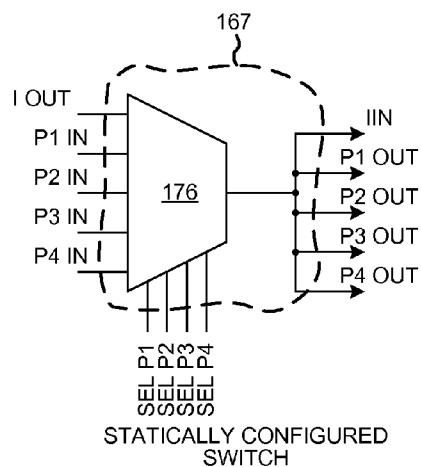 167
I OUT
P1 IN
P2 IN
P3 IN
P4 IN
176
IIN
P1 OUT
P2 OUT
P3 OUT
P4 OUT
SEL P1
SEL P2
SEL P3
SEL P4
STATICALLY CONFIGURED
SWITCH